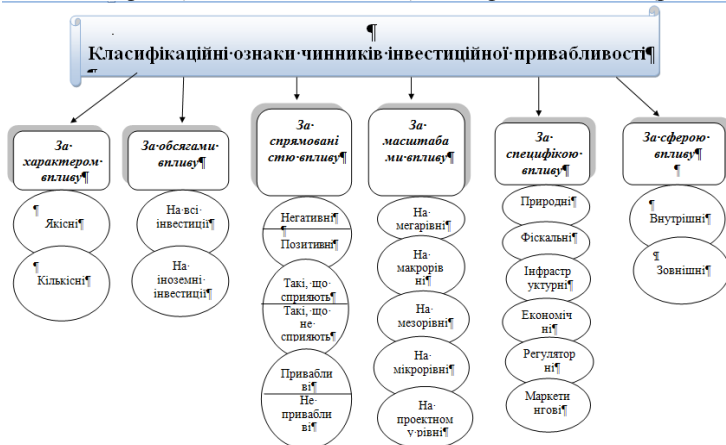 Класифікаційні ознаки чинників інвестиційної привабливості
За
характером
впливу
Якісні
Кількісні
За обсягами
впливу
На всі
інвестиції
На
іноземні
інвестиції
За
спрямовані
стю впливу
Негативні
Позитивні
Такі, що
сприяють
Такі, що
не
сприяють
Привабли
ві
Не
привабли
ві
За
масштаба
ми впливу
На
мегарівні
На
макрорів
ні
На
мезорівні
На
мікрорівні
На
проектном
у рівні
За
специфікою
впливу
Природні
Фіскальні
Інфрастр
уктурні
Економіч
ні
Регулятор
ні
Маркети
нгові
За сферою
впливу
Внутрішні
Зовнішні